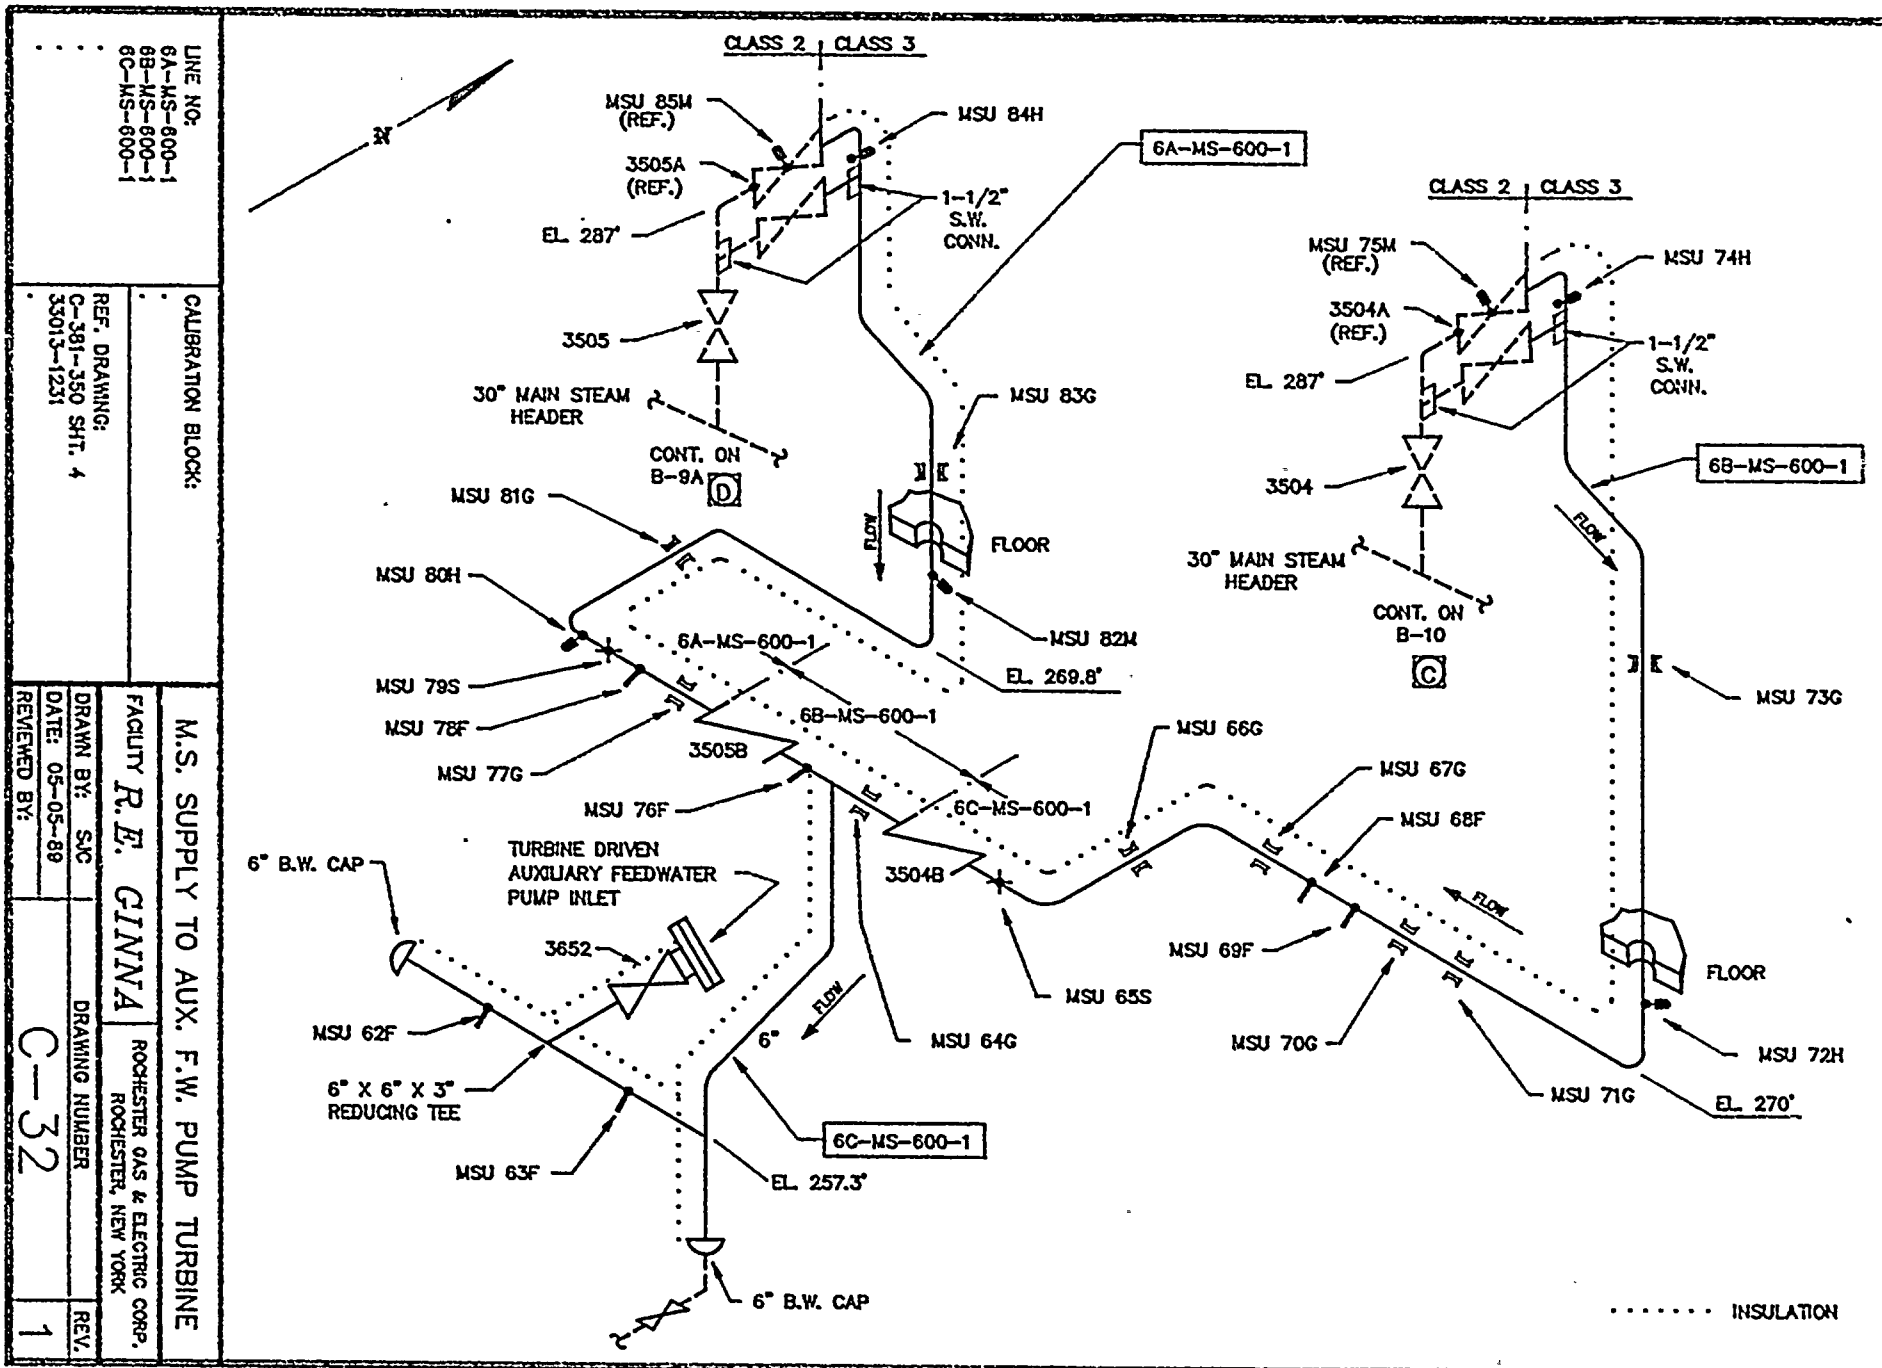 CLASS 2 | CLASS 3
MSU 85M
(REF.)
MSU 84H
3505A
(REF.)
6A-MS-600-1
1-1/2"
S.W.
CONN.
EL. 287'
3505
30" MAIN STEAM
HEADER
CONT. ON
B-9A
D
MSU 83G
FLOW
FLOOR
MSU 82M
EL. 269.8'
MSU 81G
MSU 80H
MSU 79S
MSU 78F
MSU 77G
6A-MS-600-1
6B-MS-600-1
3505B
MSU 76F
6C-MS-600-1
CLASS 2 | CLASS 3
MSU 75M
(REF.)
MSU 74H
3504A
(REF.)
1-1/2"
S.W.
CONN.
EL. 287'
6B-MS-600-1
3504
FLOW
30" MAIN STEAM
HEADER
CONT. ON
B-10
C
MSU 73G
MSU 66G
MSU 67G
MSU 68F
3504B
FLOW
MSU 69F
FLOOR
MSU 65S
MSU 70G
MSU 72H
MSU 71G
EL. 270'
MSU 64G
TURBINE DRIVEN
AUXILIARY FEEDWATER
PUMP INLET
6" B.W. CAP
3652
FLOW
MSU 62F
6"
6" X 6" X 3"
REDUCING TEE
6C-MS-600-1
MSU 63F
EL. 257.3'
6" B.W. CAP
INSULATION
N
LINE NO:
6A-MS-600-1
6B-MS-600-1
6C-MS-600-1
CALIBRATION BLOCK:
REF. DRAWING:
C-381-350 SHT. 4
33013-1231
M.S. SUPPLY TO AUX. F.W. PUMP TURBINE
FACILITY R.E. GINNA
ROCHESTER GAS & ELECTRIC CORP.
ROCHESTER, NEW YORK
DRAWN BY: SJC
DATE: 05-05-89
REVIEWED BY:
DRAWING NUMBER
C-32
REV.
1